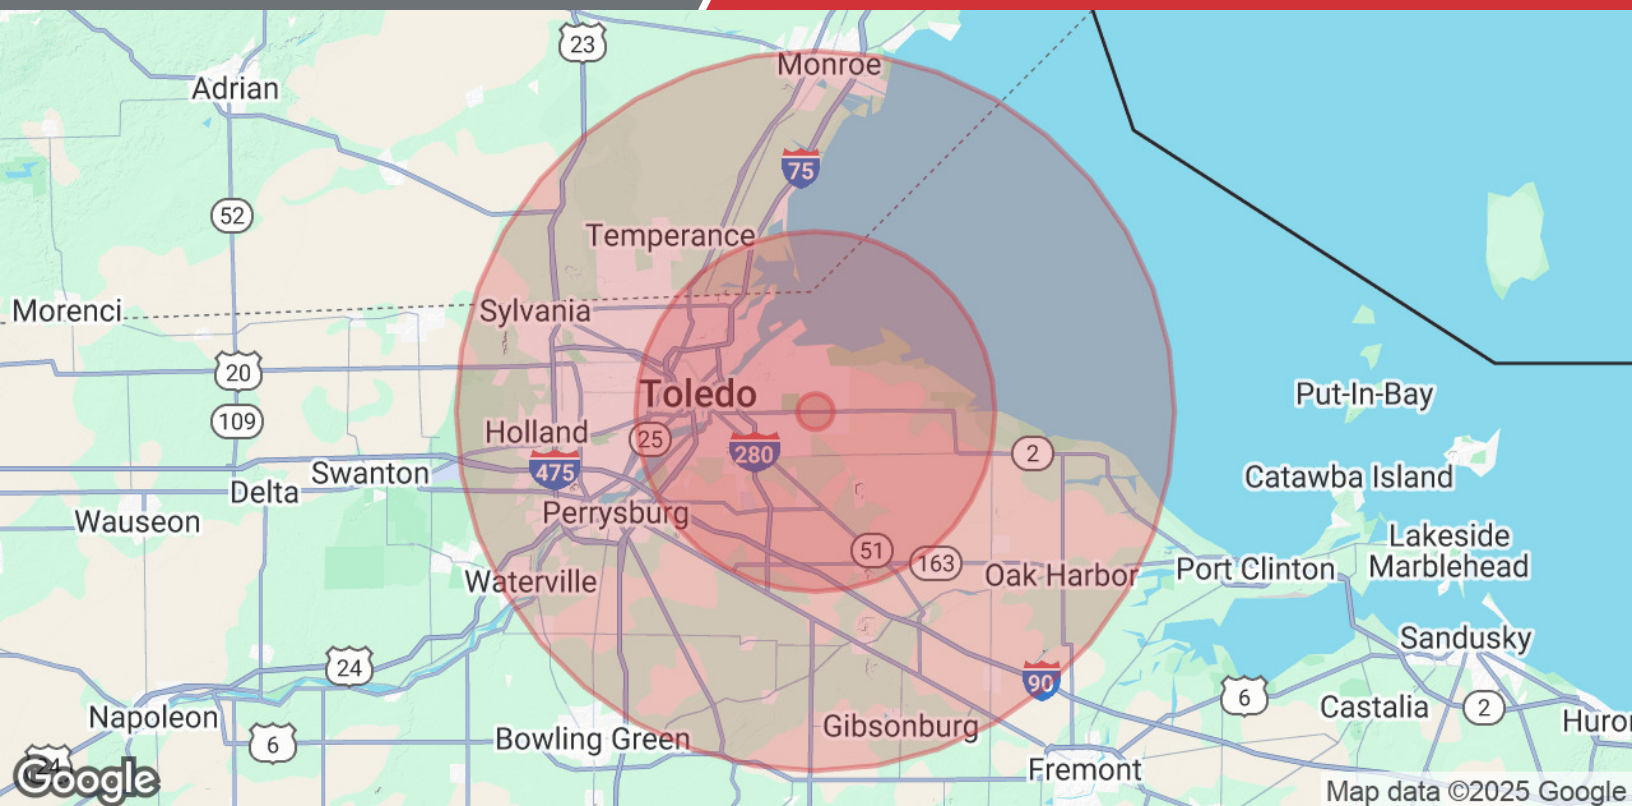 23
Monroe
Adrian
75
52
Temperance
Morenci
Sylvania
20
Toledo
Put-In-Bay
109
Holland
25
280
2
475
Swanton
Catawba Island
Delta
Perrysburg
Wauseon
51
163
Lakeside
Marblehead
Oak Harbor
Port Clinton
Waterville
Sandusky
24
90
6
Castalia
2
Napoleon
Gibsonburg
Huron
6
Bowling Green
24
Fremont
Google
Map data ©2025 Google